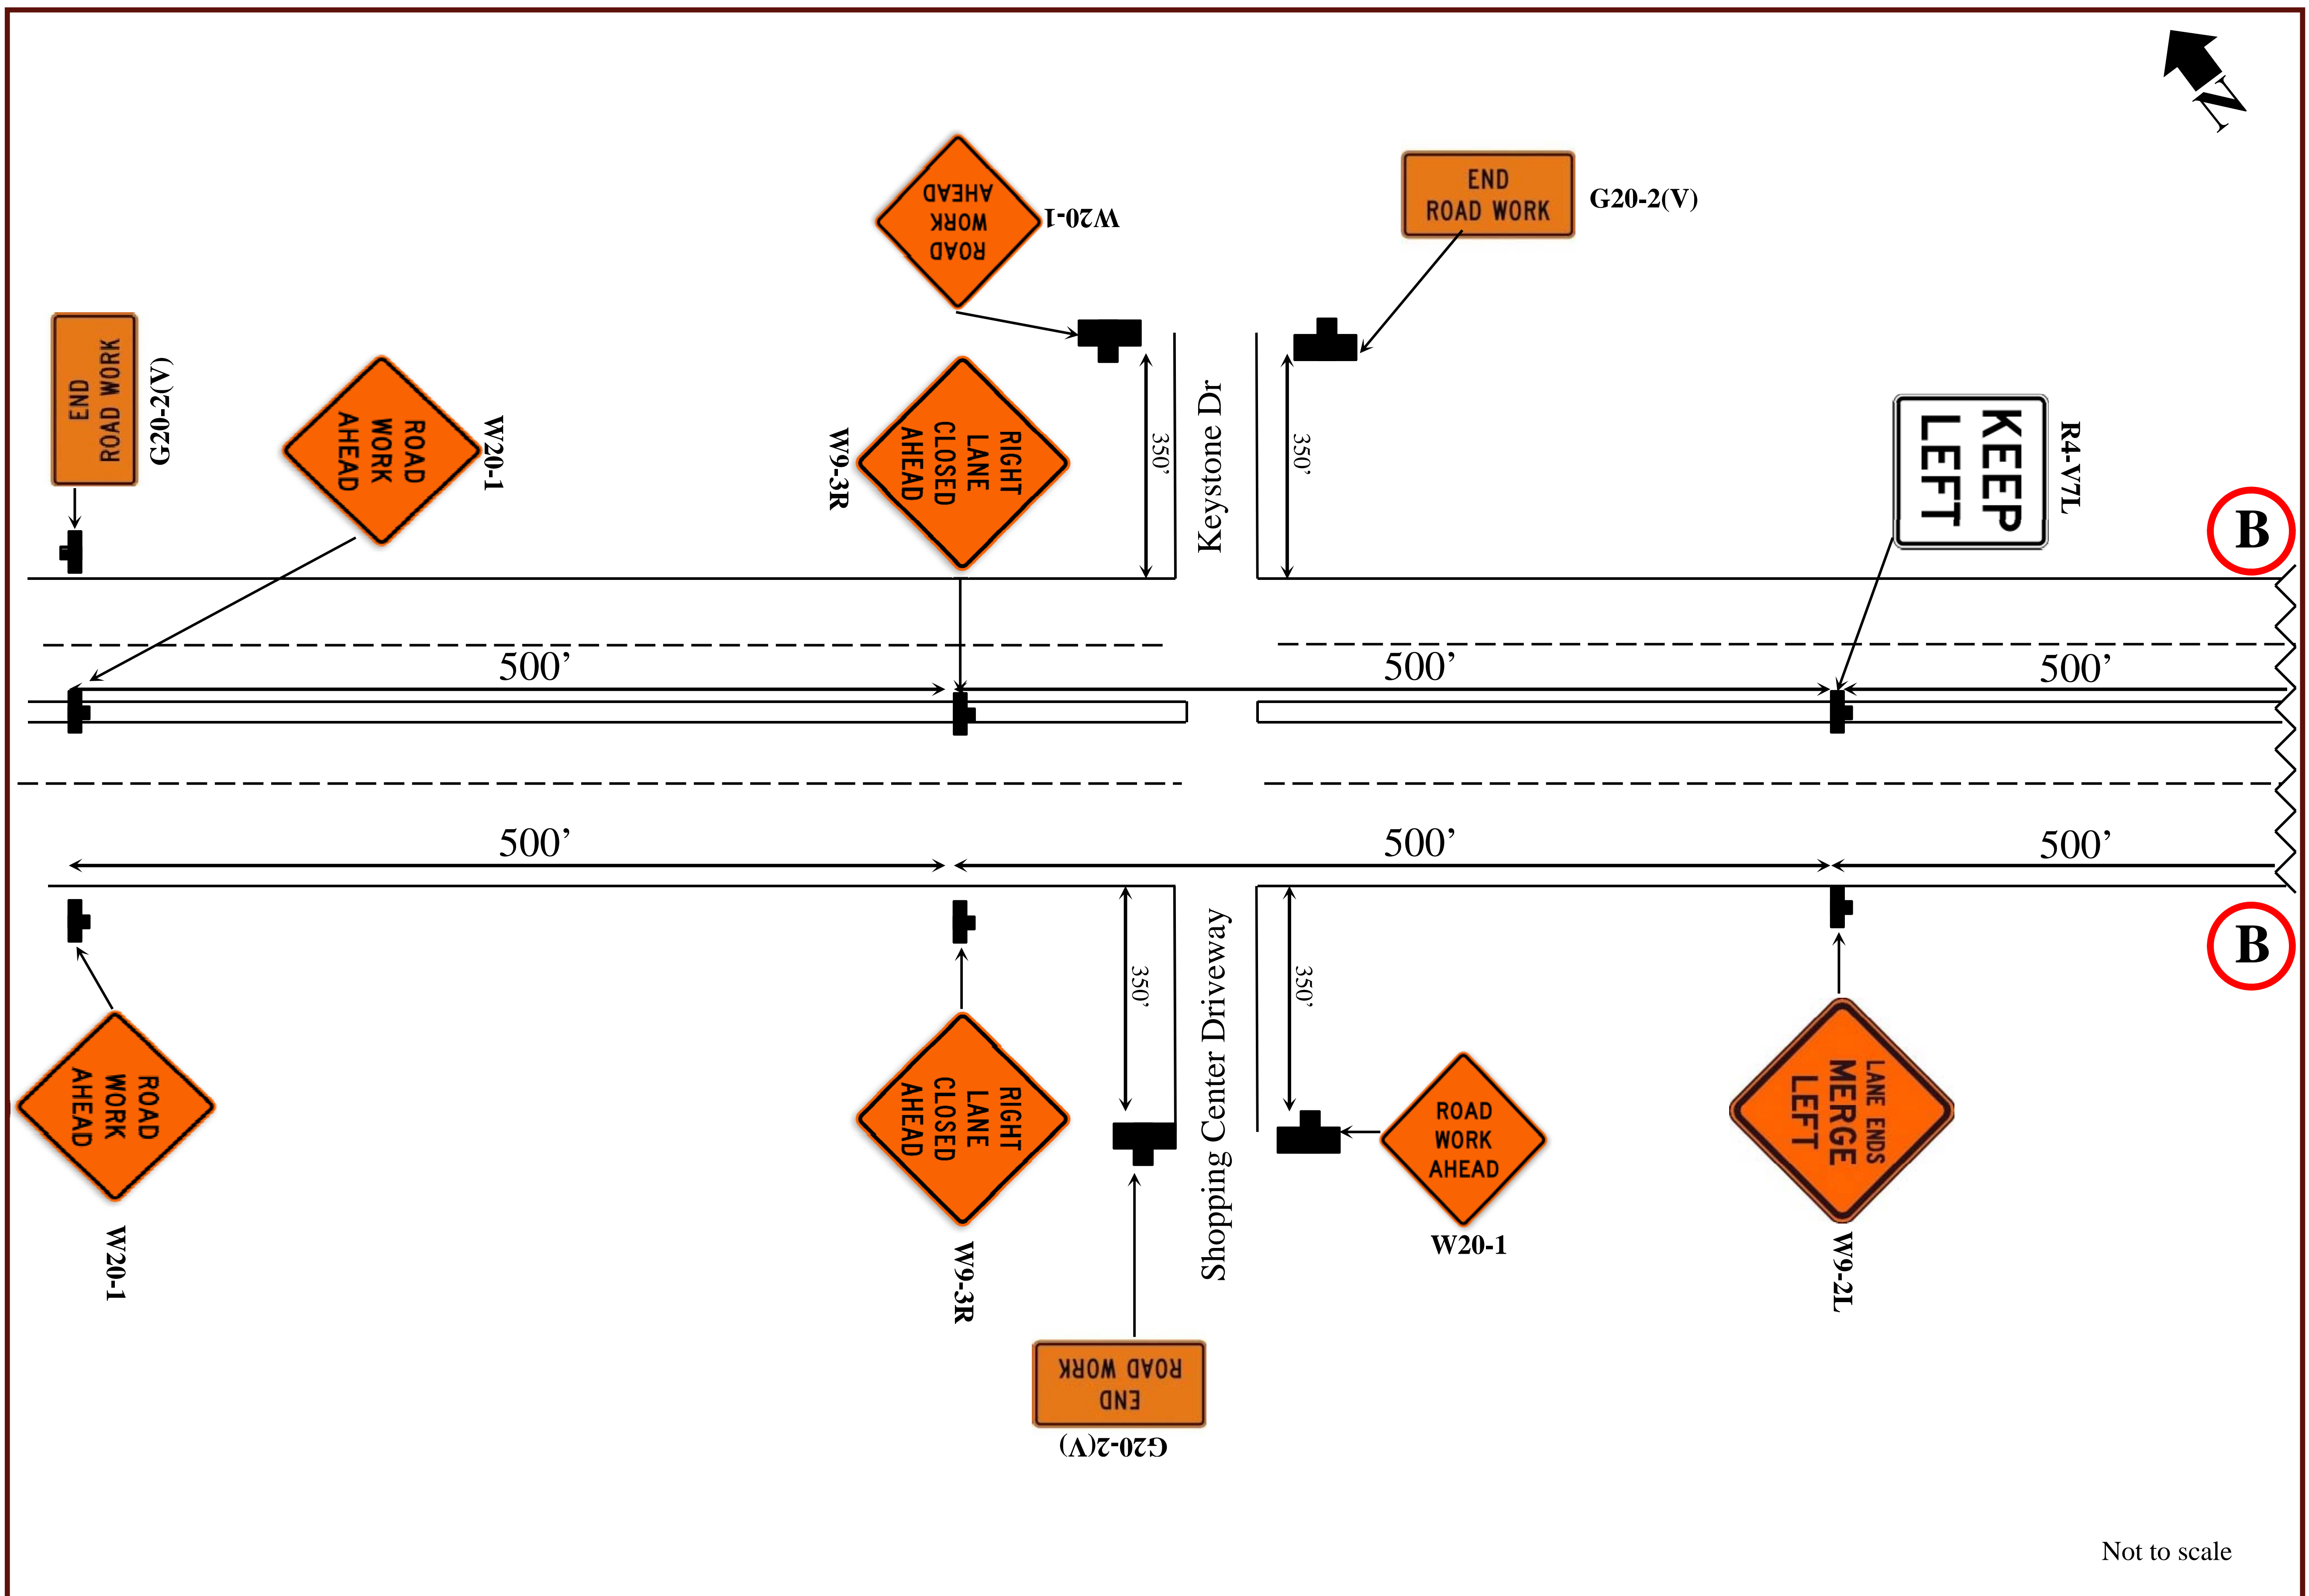 N
ROAD
WORK
AHEAD
W20-1
END
ROAD WORK
G20-2(V)
END
ROAD WORK
G20-2(V)
ROAD
WORK
AHEAD
W20-1
RIGHT
LANE
CLOSED
AHEAD
W9-3R
350’
Keystone Dr
350’
KEEP
LEFT
R4-V7L
B
500’
500’
500’
500’
500’
500’
B
ROAD
WORK
AHEAD
W20-1
RIGHT
LANE
CLOSED
AHEAD
W9-3R
350’
Shopping Center Driveway
350’
ROAD
WORK
AHEAD
W20-1
LANE ENDS
MERGE
LEFT
W9-2L
END
ROAD WORK
G20-2(V)
Not to scale